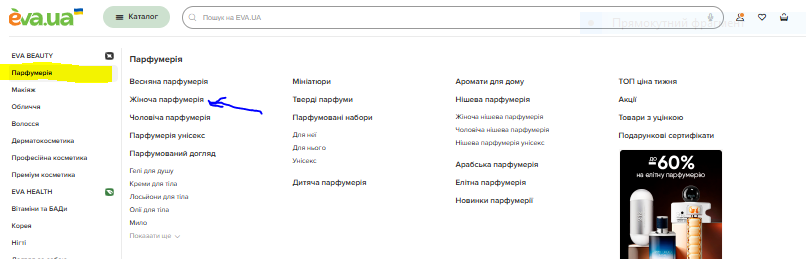 eva.ua
Каталог
Пошук на EVA.UA
Прямокутний фрагмент
EVA BEAUTY
Парфумерія
Макіяж
Обличчя
Волосся
Дерматокосметика
Професійна косметика
Преміум косметика
EVA HEALTH
Вітаміни та БАДи
Корея
Нігті
Парфумерія
Весняна парфумерія
Жіноча парфумерія
Чоловіча парфумерія
Парфумерія унісекс
Парфумований догляд
Гелі для душу
Креми для тіла
Лосьйони для тіла
Олії для тіла
Мило
Показати ще
Мініатюри
Тверді парфуми
Парфумовані набори
Для неї
Для нього
Унісекс
Дитяча парфумерія
Аромати для дому
Нішева парфумерія
Жіноча нішева парфумерія
Чоловіча нішева парфумерія
Нішева парфумерія унісекс
Арабська парфумерія
Елітна парфумерія
Новинки парфумерії
ТОП ціна тижня
Акції
Товари з уцінкою
Подарункові сертифікати
до -60%
на елітну парфумерію